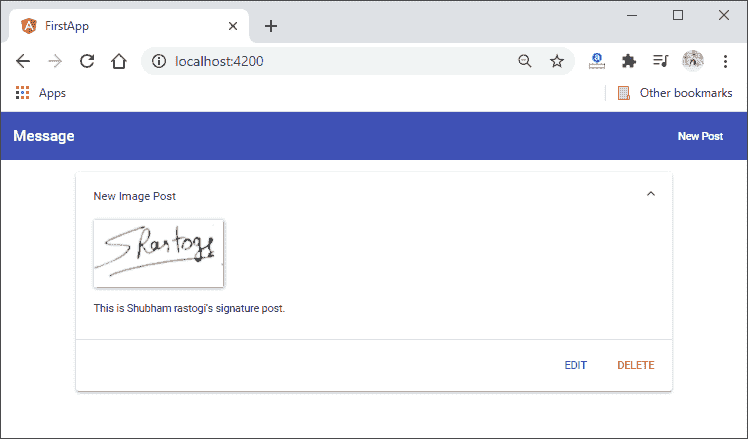 FirstApp
localhost:4200
Apps
Other bookmarks
Message
New Post
New Image Post
SRastogi
This is Shubham rastogi's signature post.
EDIT
DELETE